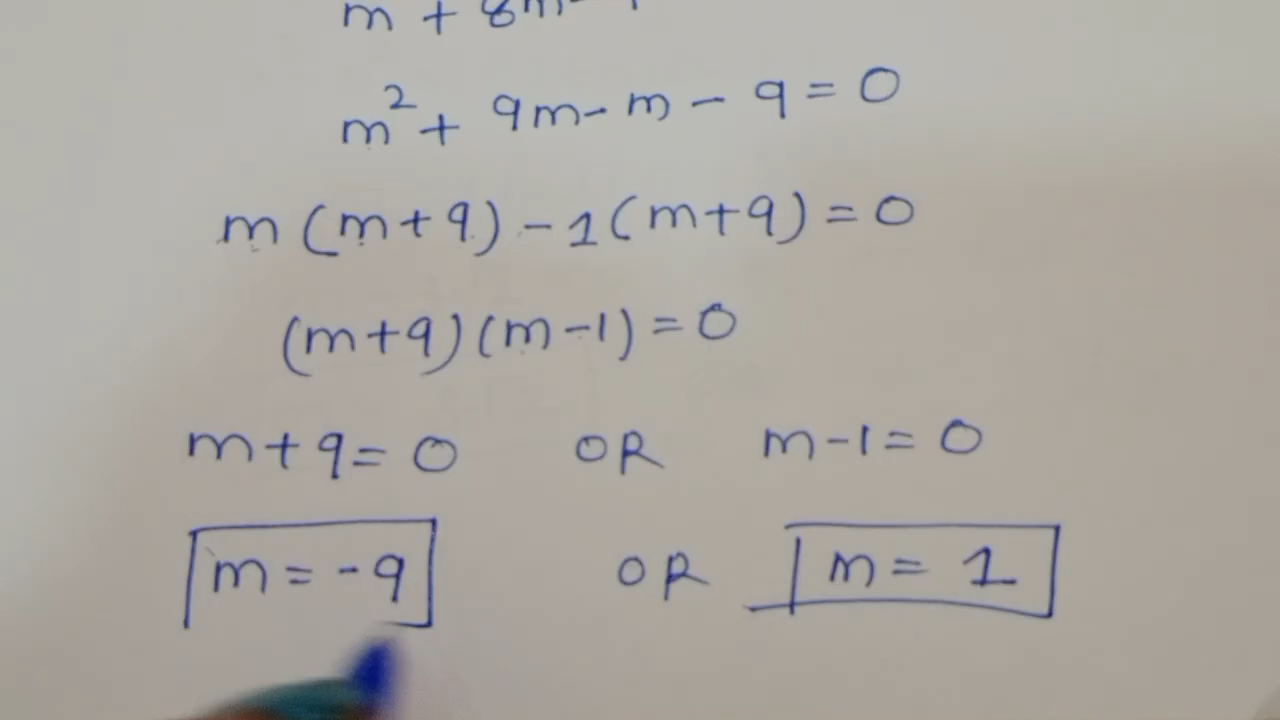 m + 8m -
m² + 9m - m - 9 = 0
m (m+9) - 1 (m+9) = 0
(m+9) (m-1) = 0
m + 9 = 0 OR m - 1 = 0
m = -9 OR m = 1